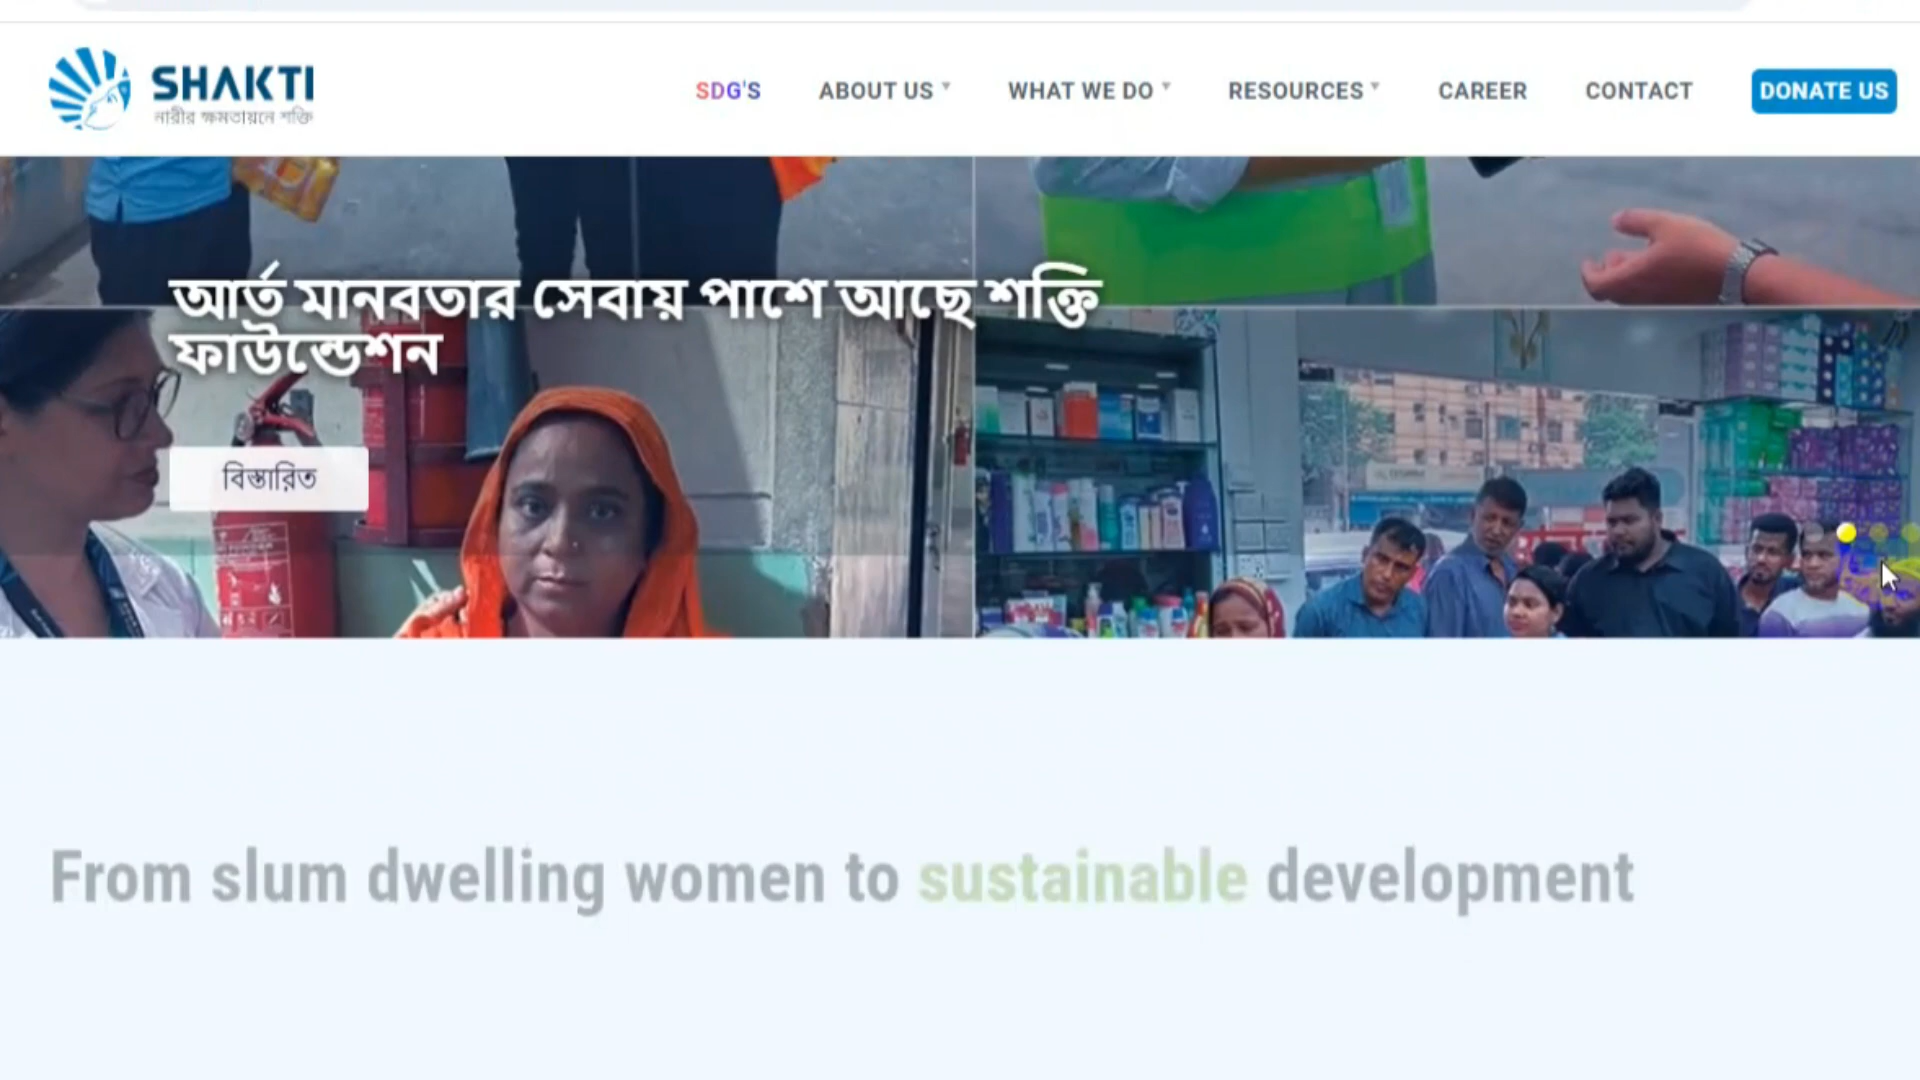 SHAKTI
নারীর ক্ষমতায়নে শক্তি
SDG'S ABOUT US WHAT WE DO RESOURCES CAREER CONTACT DONATE US
আর্ত মানবতার সেবায় পাশে আছে শক্তি
ফাউন্ডেশন
বিস্তারিত
From slum dwelling women to sustainable development